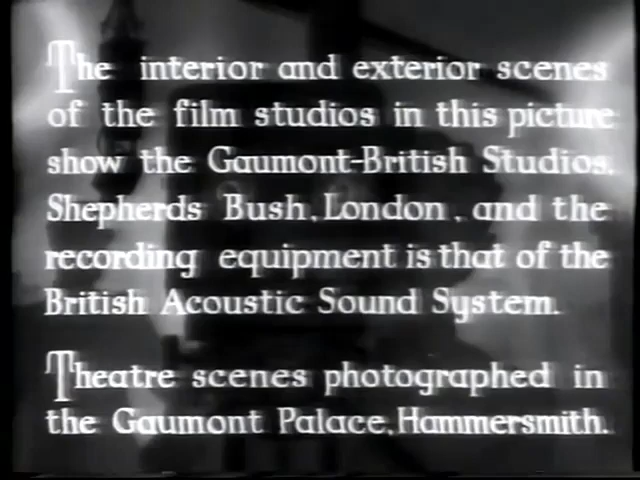 The interior and exterior scenes
of the film studios in this picture
show the Gaumont-British Studios,
Shepherds Bush, London, and the
recording equipment is that of the
British Acoustic Sound System.
Theatre scenes photographed in
the Gaumont Palace, Hammersmith.